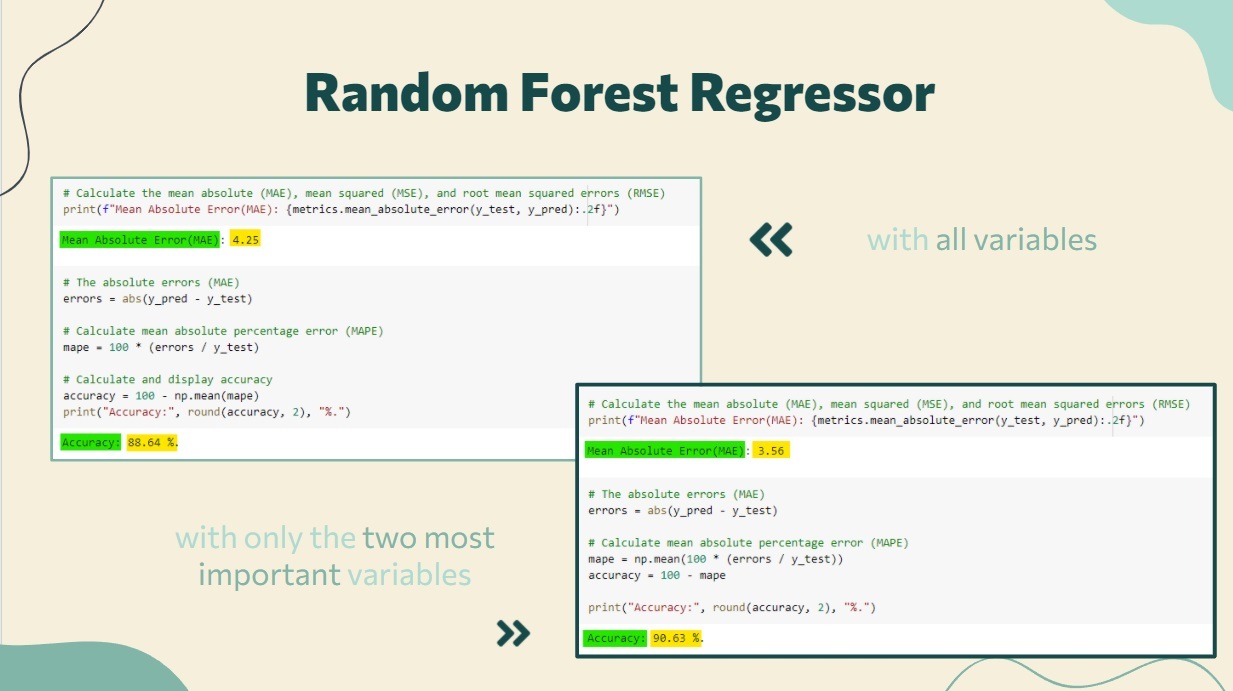 Random Forest Regressor
# Calculate the mean absolute (MAE), mean squared (MSE), and root mean squared errors (RMSE)
print(f"Mean Absolute Error(MAE): {metrics.mean_absolute_error(y_test, y_pred):.2f}")
Mean Absolute Error(MAE): 4.25
# The absolute errors (MAE)
errors = abs(y_pred - y_test)
# Calculate mean absolute percentage error (MAPE)
mape = 100 * (errors / y_test)
# Calculate and display accuracy
accuracy = 100 - np.mean(mape)
print("Accuracy:", round(accuracy, 2), "%.")
Accuracy: 88.64 %.
with all variables
with only the two most
important variables
# Calculate the mean absolute (MAE), mean squared (MSE), and root mean squared errors (RMSE)
print(f"Mean Absolute Error(MAE): {metrics.mean_absolute_error(y_test, y_pred):.2f}")
Mean Absolute Error(MAE): 3.56
# The absolute errors (MAE)
errors = abs(y_pred - y_test)
# Calculate mean absolute percentage error (MAPE)
mape = np.mean(100 * (errors / y_test))
accuracy = 100 - mape
print("Accuracy:", round(accuracy, 2), "%.")
Accuracy: 90.63 %.